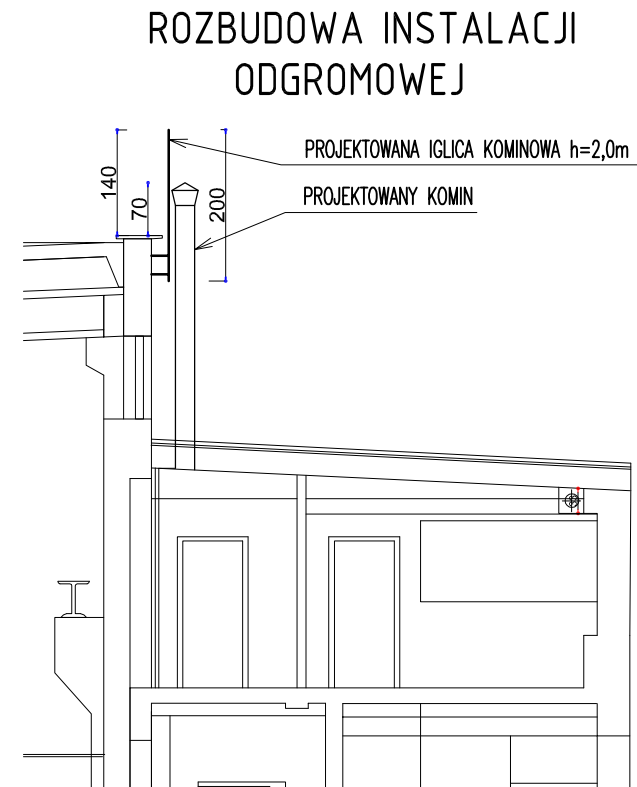 ROZBUDOWA INSTALACJI
ODGROMOWEJ
PROJEKTOWANA IGLICA KOMINOWA h=2,0m
PROJEKTOWANY KOMIN
140
70
200